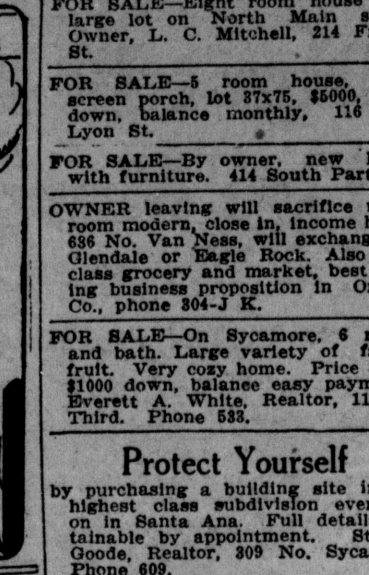 FOR SALE—Eight room house
large lot on North Main s
Owner, L. C. Mitchell, 214 F
St.
FOR SALE—5 room house,
screen porch, lot 37x75, $5000,
down, balance monthly, 116
Lyon St.
FOR SALE—By owner, new
with furniture. 414 South Part
OWNER leaving will sacrifice
room modern, close in, income
686 No. Van Ness, will exchang
Glendale or Eagle Rock. Also
class grocery and market, best
ing business proposition in O
Co., phone 304-J K.
FOR SALE—On Sycamore, 6
and bath. Large variety of f
fruit. Very cozy home. Price
$1000 down, balance easy paym
Everett A. White, Realtor, 11
Third. Phone 533.
Protect Yourself
by purchasing a building site i
highest class subdivision eve
on in Santa Ana. Full detail
tainable by appointment. St
Goode, Realtor, 309 No. Syca
Phone 609.